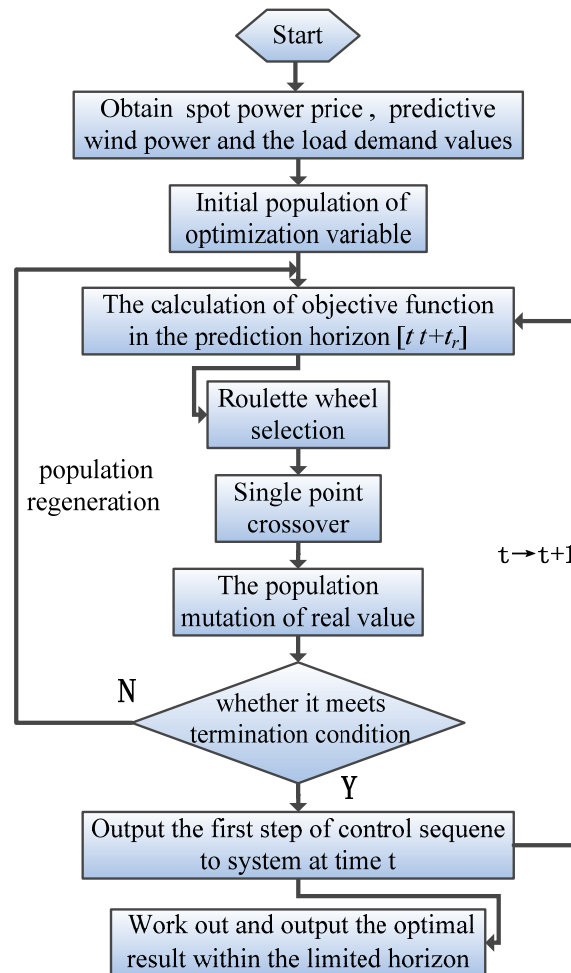 Start
Obtain spot power price , predictive
wind power and the load demand values
Initial population of
optimization variable
The calculation of objective function
in the prediction horizon [t t+tr]
Roulette wheel
selection
population
regeneration
Single point
crossover
t→t+1
The population
mutation of real value
N
whether it meets
termination condition
Y
Output the first step of control sequene
to system at time t
Work out and output the optimal
result within the limited horizon